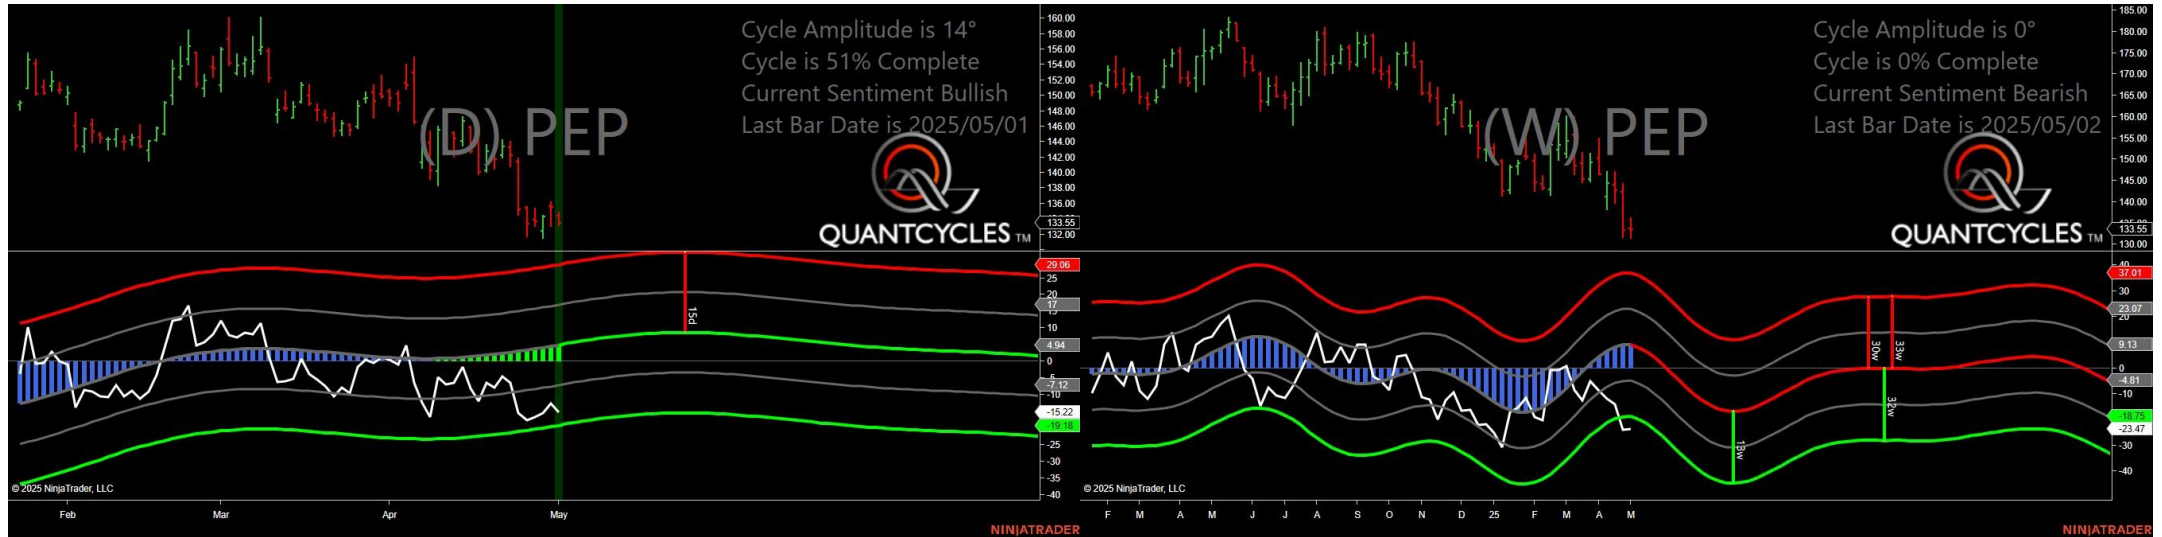 Cycle Amplitude is 14°
Cycle is 51% Complete
Current Sentiment Bullish
Last Bar Date is 2025/05/01
(D) PEP
QUANTCYCLES TM
160.00
158.00
156.00
154.00
152.00
150.00
148.00
146.00
144.00
142.00
140.00
138.00
136.00
133.55
132.00
29.06
25
20
17
15
10
4.94
0
-5
-7.12
-10
-15.22
-19.18
-25
-30
-35
-40
15d
© 2025 NinjaTrader, LLC
Feb Mar Apr May
NINJATRADER
Cycle Amplitude is 0°
Cycle is 0% Complete
Current Sentiment Bearish
Last Bar Date is 2025/05/02
(W) PEP
QUANTCYCLES TM
185.00
180.00
175.00
170.00
165.00
160.00
155.00
150.00
145.00
140.00
133.55
130.00
40
37.01
30
23.07
20
9.13
0
-4.81
-10
-18.75
-23.47
-30
-40
30w
33w
32w
13w
© 2025 NinjaTrader, LLC
F M A M J J A S O N D 25 F M A M
NINJATRADER